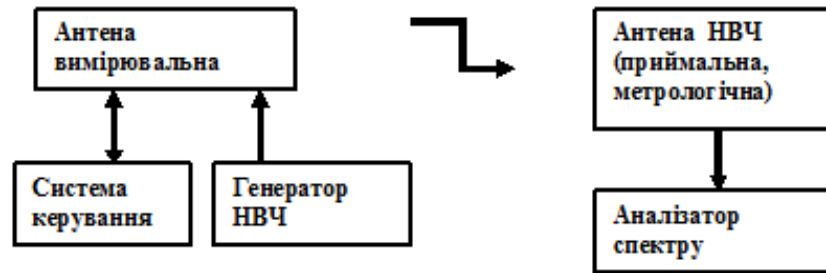 Антена
вимірювальна
Антена НВЧ
(приймальна,
метрологічна)
Система
керування
Генератор
НВЧ
Аналізатор
спектру